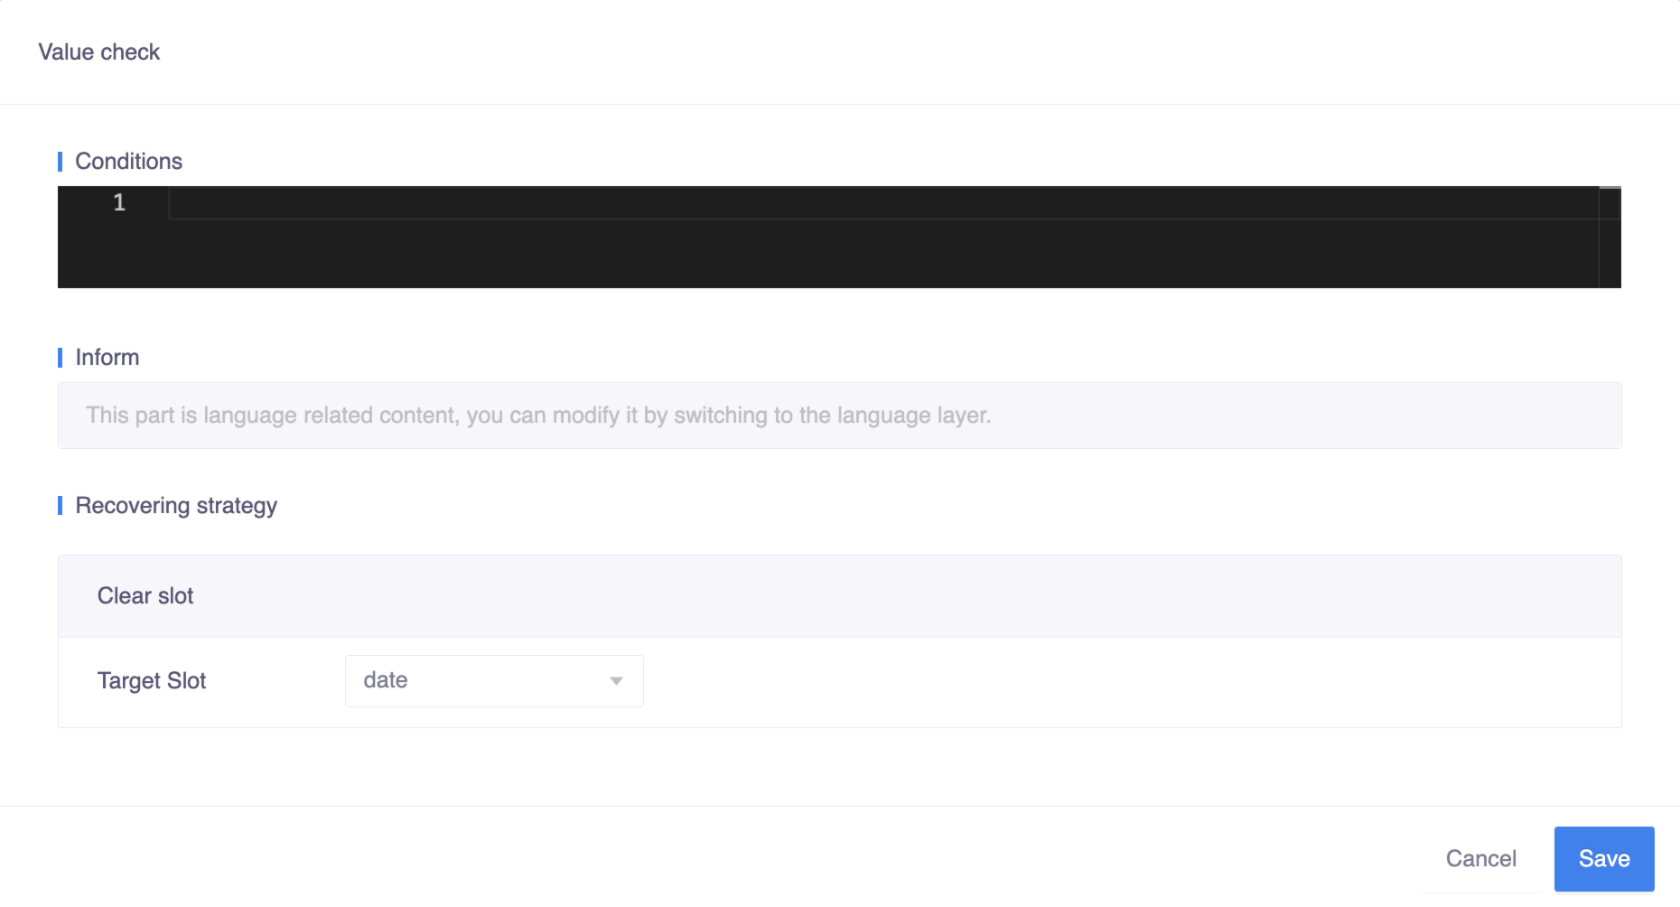 Value check
Conditions
1
Inform
This part is language related content, you can modify it by switching to the language layer.
Recovering strategy
Clear slot
Target Slot date
Cancel Save